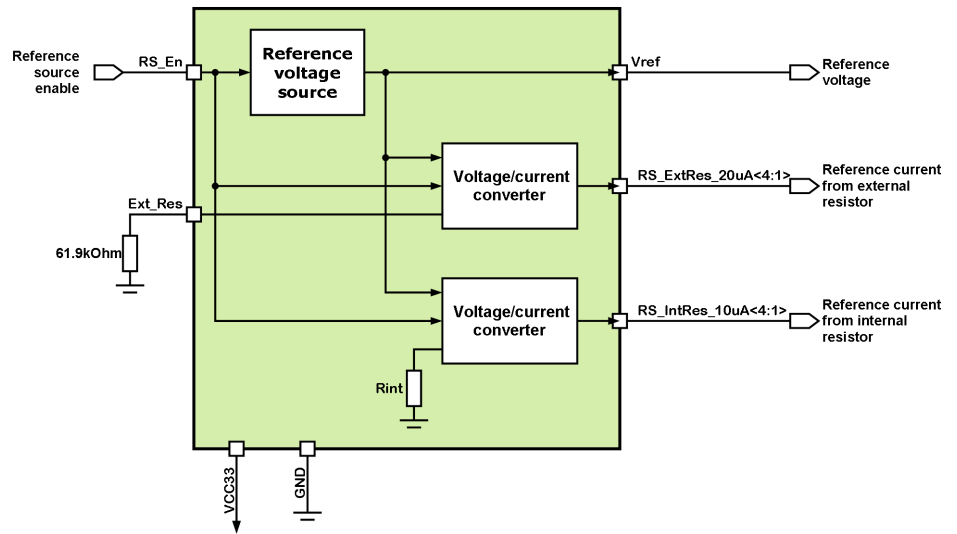 Reference
source
enable
RS_En
Reference
voltage
source
Vref
Reference
voltage
Voltage/current
converter
RS_ExtRes_20uA<4:1>
Reference current
from external
resistor
Ext_Res
61.9kOhm
Voltage/current
converter
RS_IntRes_10uA<4:1>
Reference current
from internal
resistor
Rint
VCC33
GND